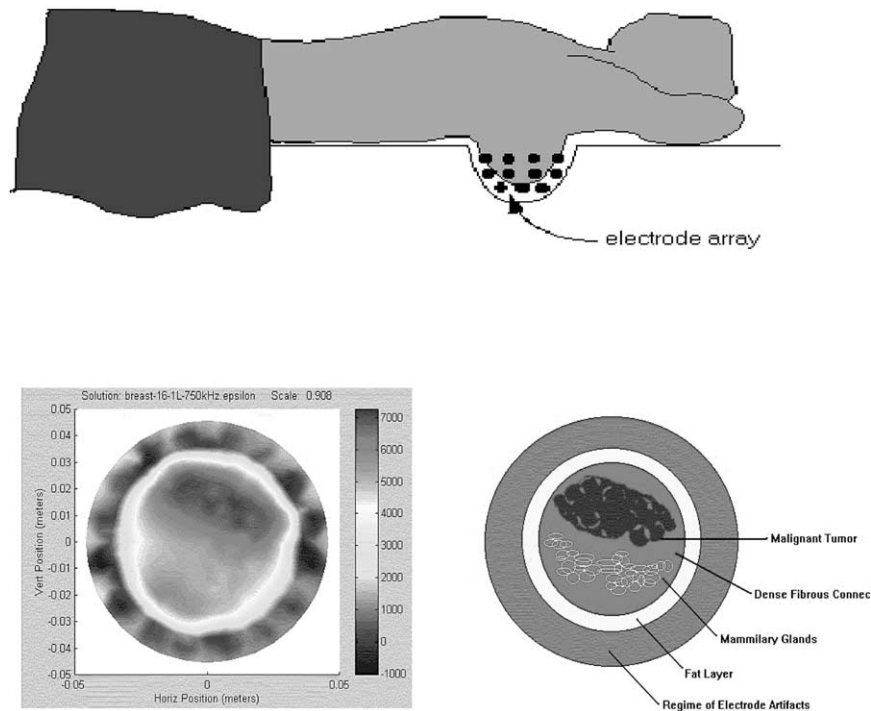 electrode array
Solution: breast-16-1L-750kHz.epsilon Scale: 0.908
0.05
0.04
0.03
0.02
0.01
0
-0.01
-0.02
-0.03
-0.04
-0.05
Vert Position (meters)
-0.05
0
0.05
Horiz Position (meters)
7000
6000
5000
4000
3000
2000
1000
0
-1000
Malignant Tumor
Dense Fibrous Connec
Mammilary Glands
Fat Layer
Regime of Electrode Artifacts